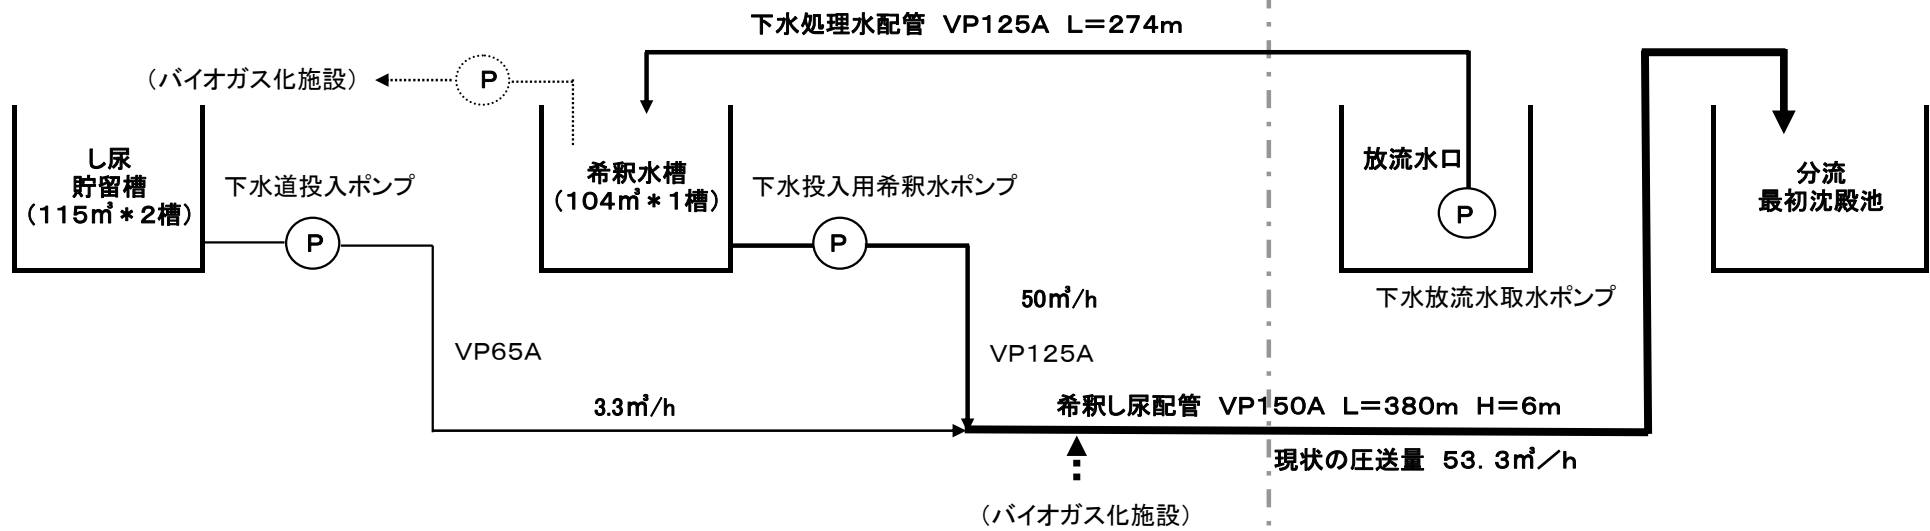 下水処理水配管 VP125A L=274m
（バイオガス化施設）
P
し尿
貯留槽
（115㎥＊2槽）
下水道投入ポンプ
P
希釈水槽
（104㎥＊1槽）
下水投入用希釈水ポンプ
P
放流水口
P
下水放流水取水ポンプ
分流
最初沈殿池
50㎥/h
VP65A
VP125A
3.3㎥/h
希釈し尿配管 VP150A L=380m H=6m
現状の圧送量 53．3㎥／h
（バイオガス化施設）